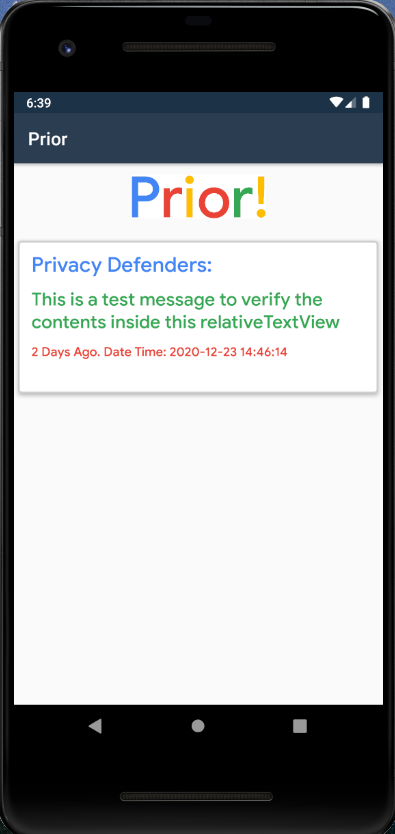 6:39
Prior
Prior!
Privacy Defenders:
This is a test message to verify the
contents inside this relativeTextView
2 Days Ago. Date Time: 2020-12-23 14:46:14